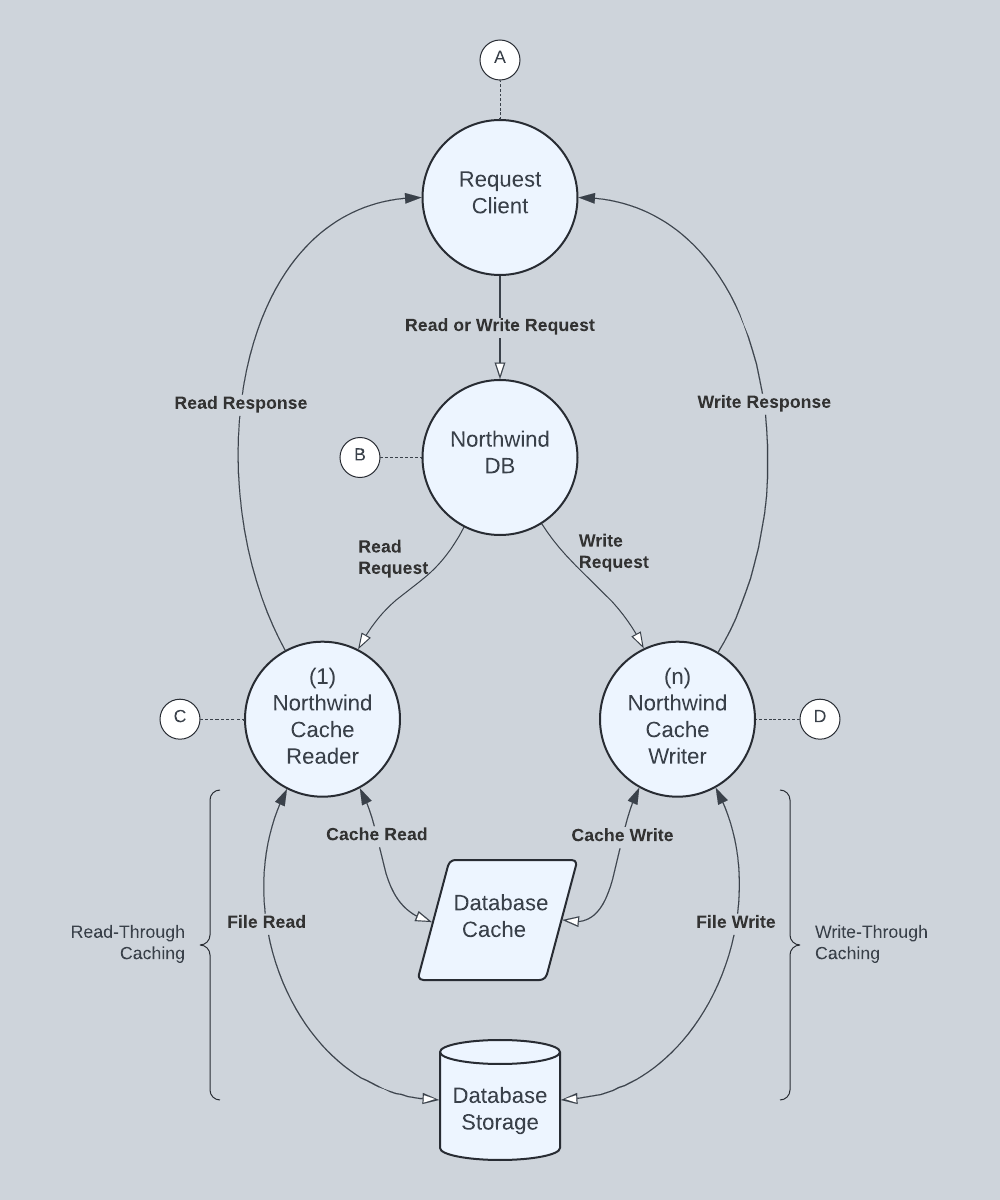 A
Request
Client
Read or Write Request
Read Response
Write Response
B
Northwind
DB
Read
Request
Write
Request
C
(1)
Northwind
Cache
Reader
(n)
Northwind
Cache
Writer
D
Cache Read
Cache Write
Database
Cache
File Read
File Write
Read-Through
Caching
Write-Through
Caching
Database
Storage